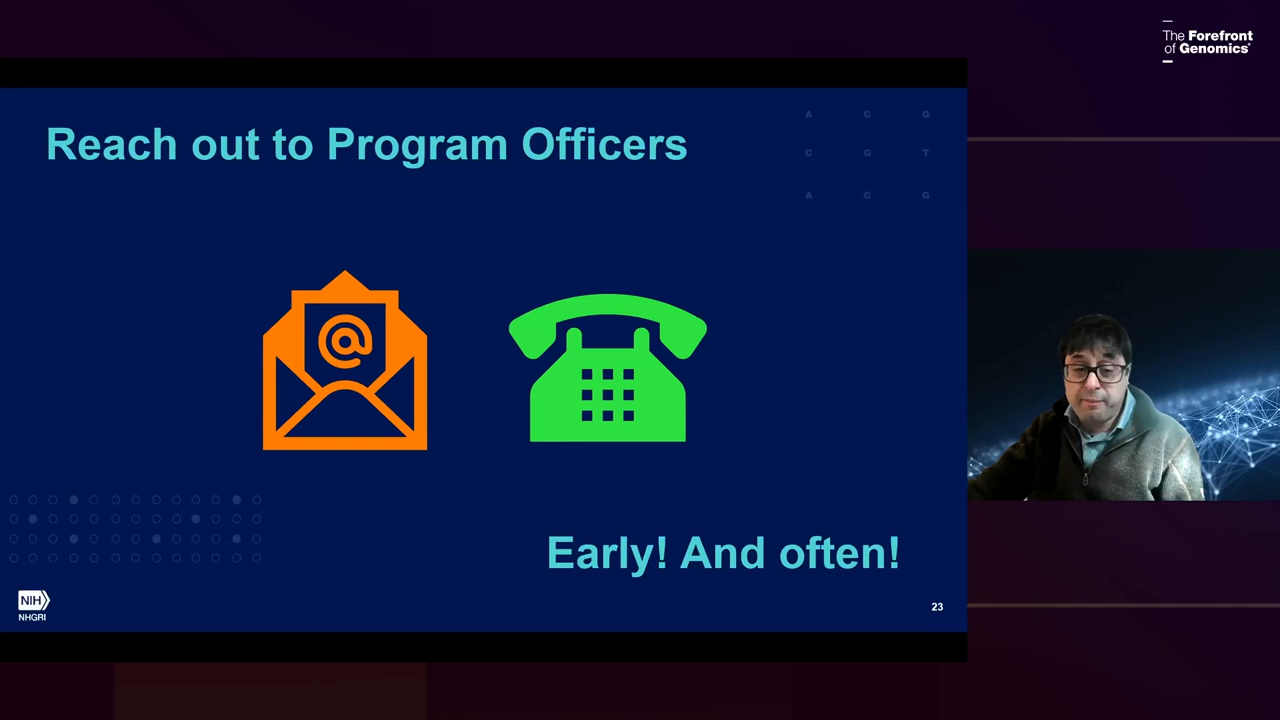 The Forefront
of Genomics®
Reach out to Program Officers
A C G
C G T
A C G
@
Early! And often!
NIH
NHGRI
23